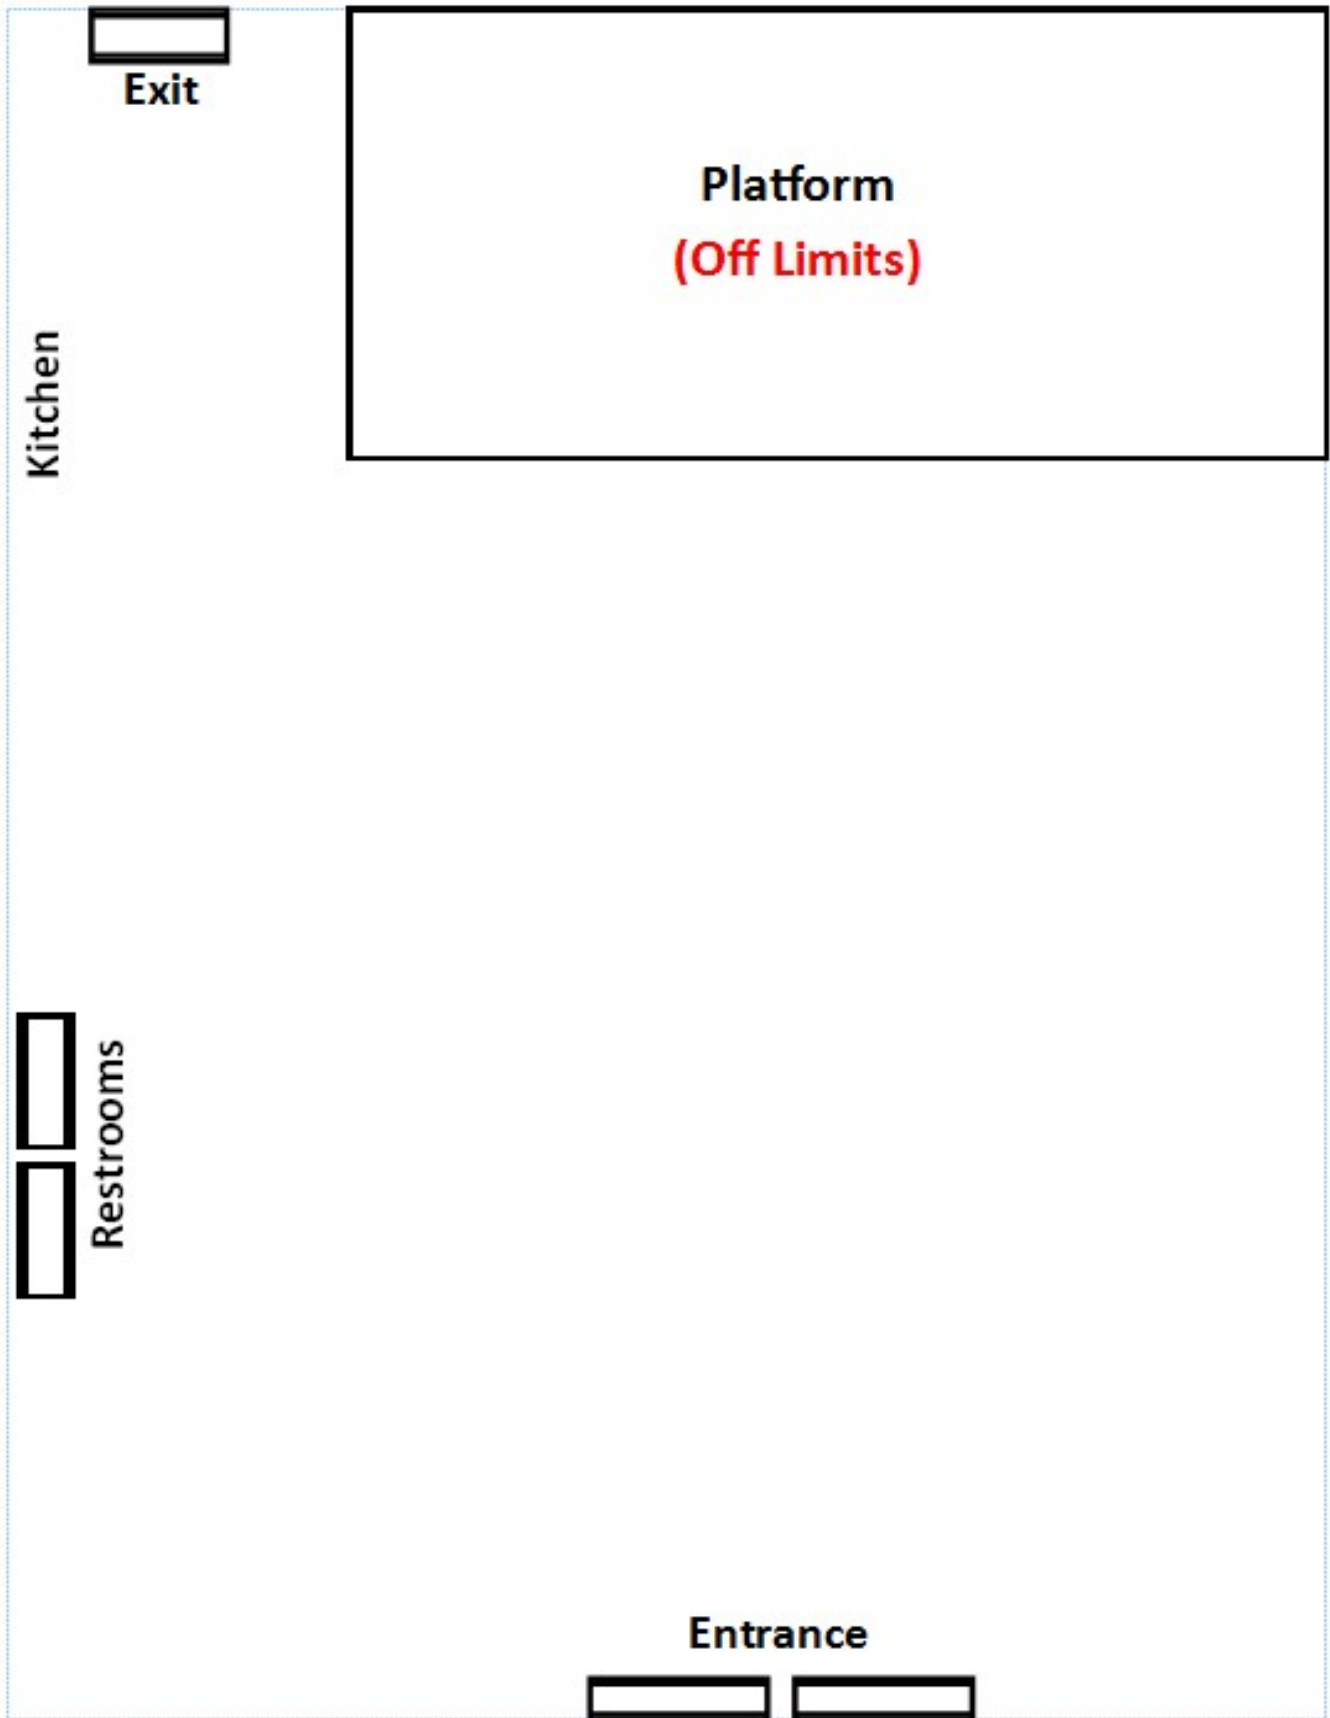 Exit
Platform
(Off Limits)
Kitchen
Restrooms
Entrance